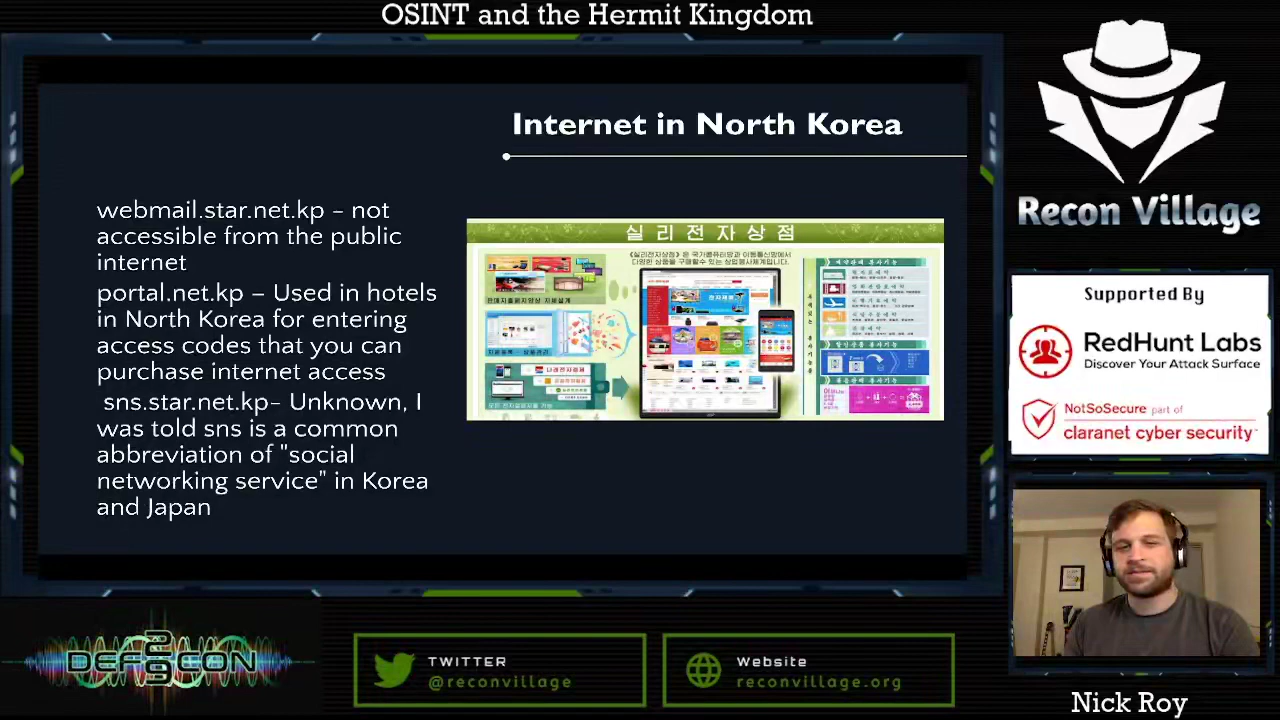 OSINT and the Hermit Kingdom
Internet in North Korea
webmail.star.net.kp – not
accessible from the public
internet
portal.net.kp – Used in hotels
in North Korea for entering
access codes that you can
purchase internet access
sns.star.net.kp– Unknown, I
was told sns is a common
abbreviation of "social
networking service" in Korea
and Japan
실리전자상점
Recon Village
Supported By
RedHunt Labs
Discover Your Attack Surface
NotSoSecure part of
claranet cyber security
DEFCON
29
TWITTER
@reconvillage
Website
reconvillage.org
Nick Roy